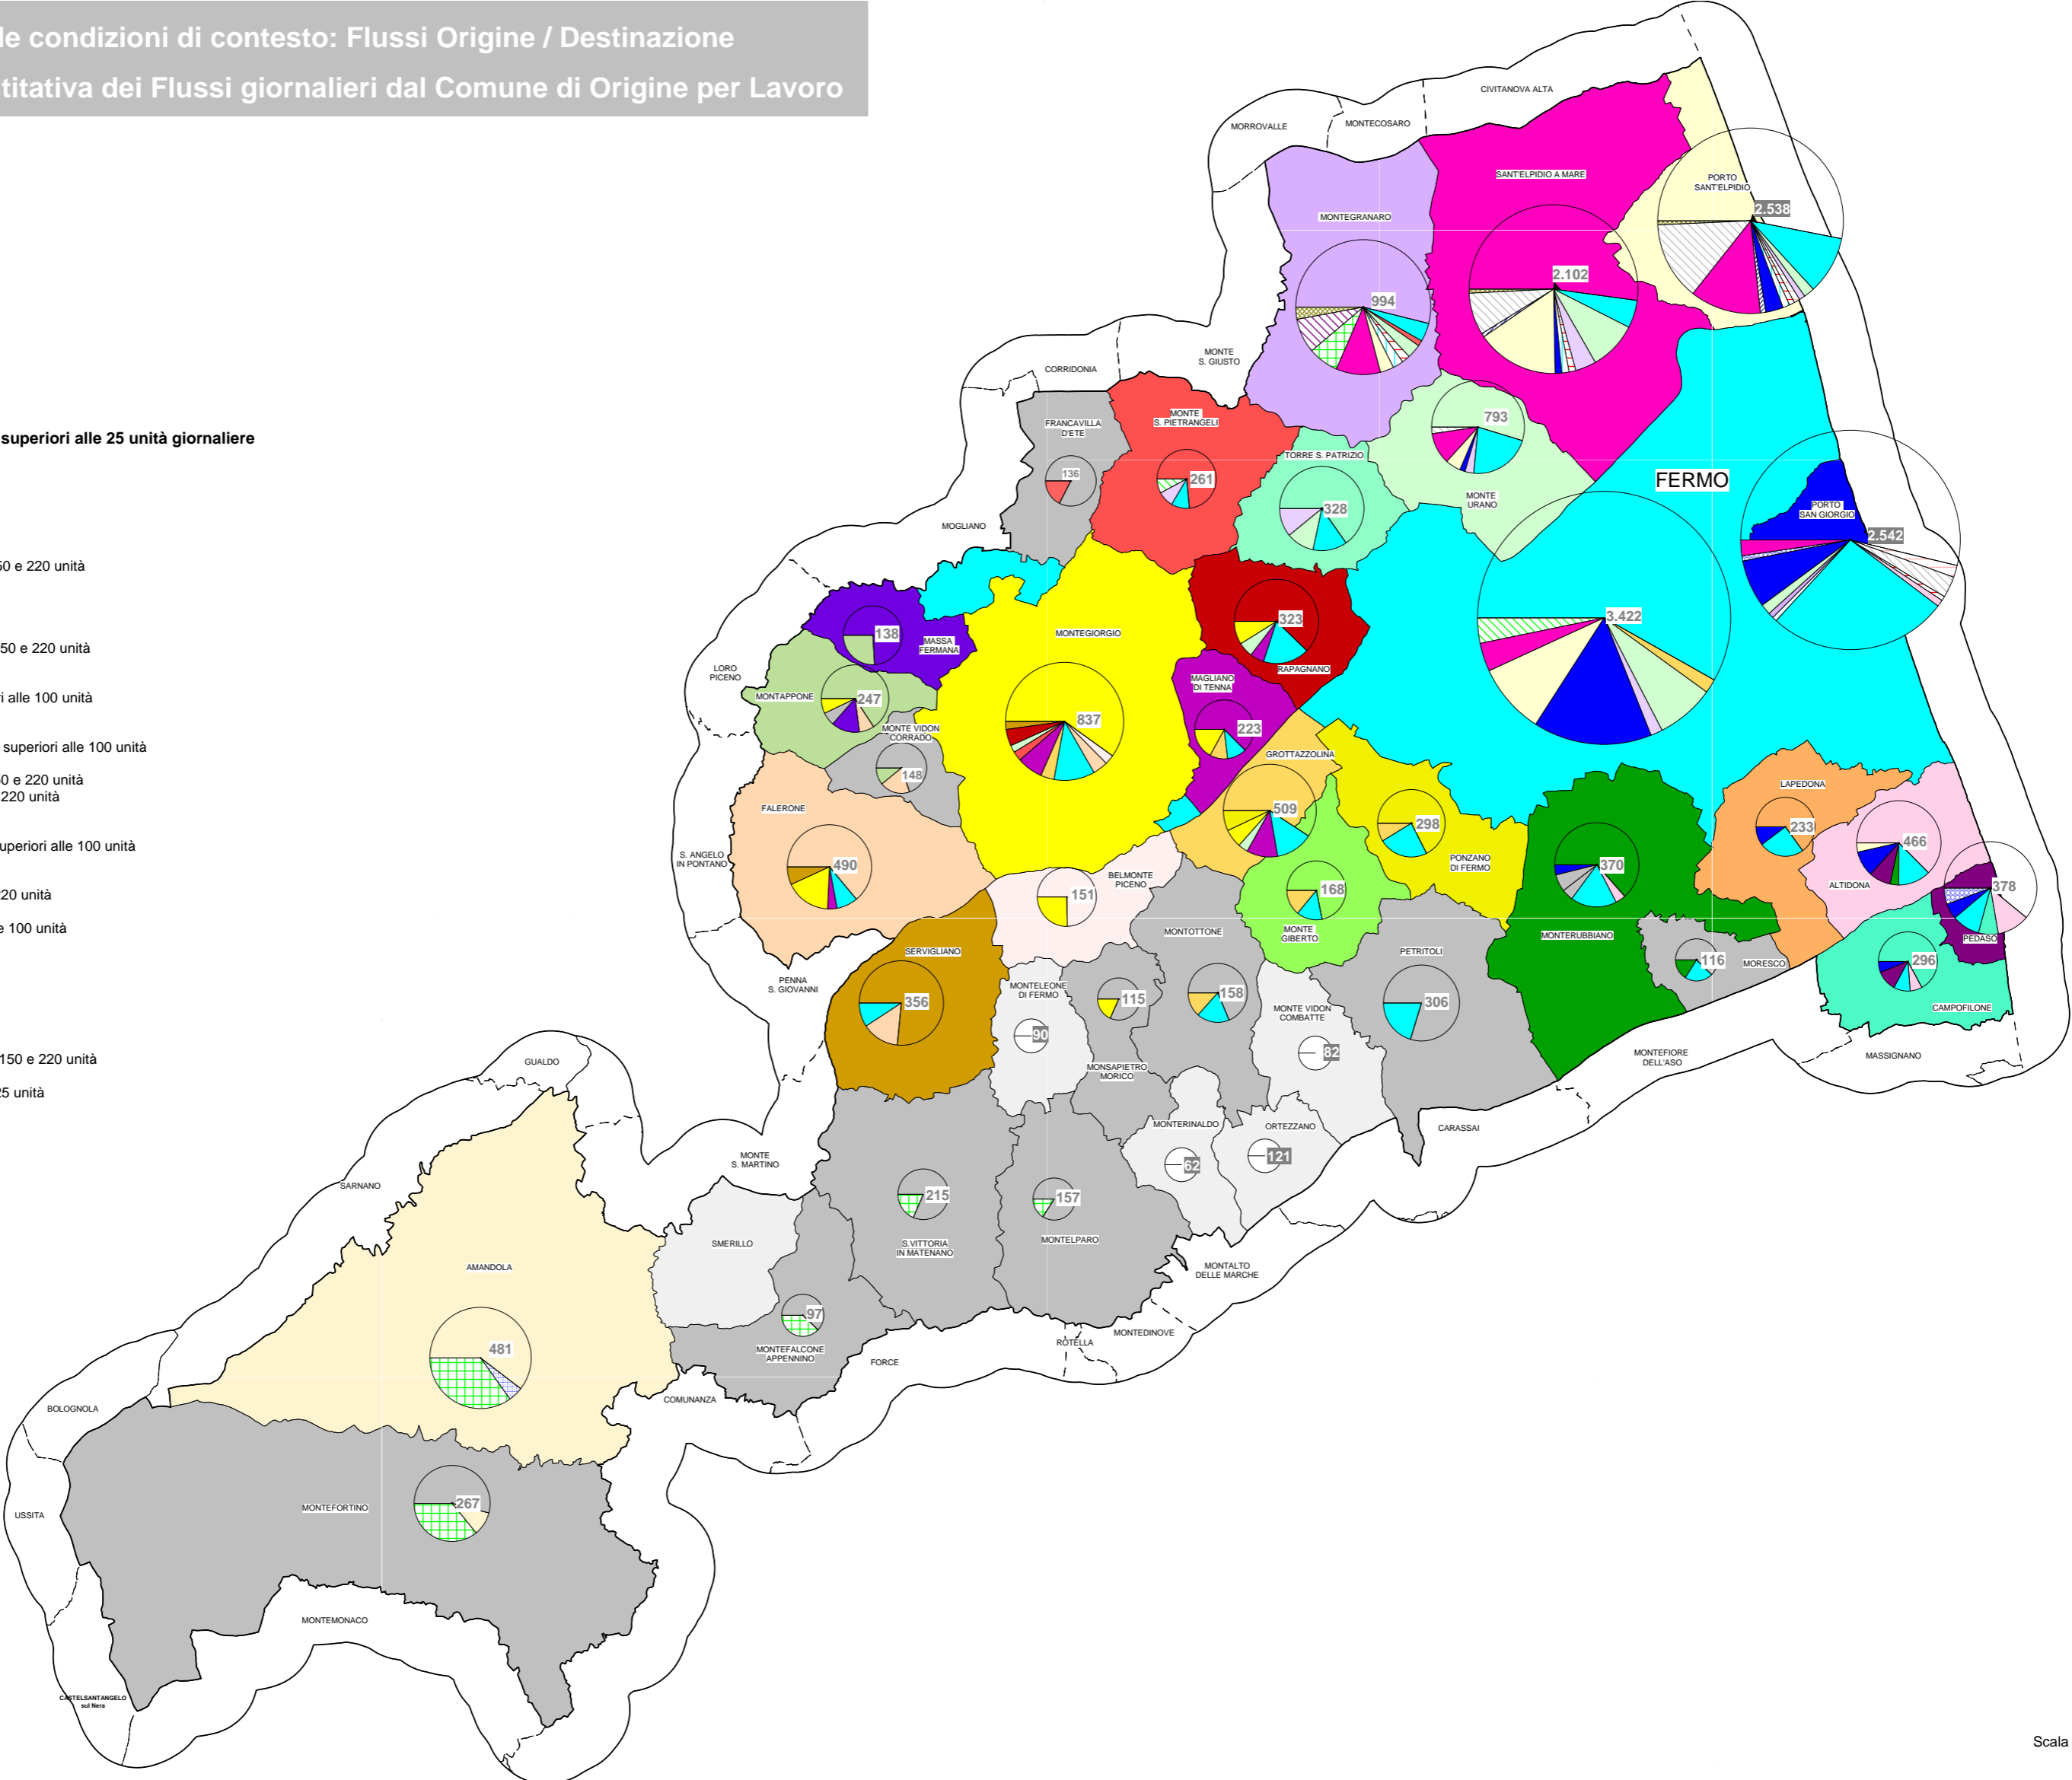 le condizioni di contesto: Flussi Origine / Destinazione
titativa dei Flussi giornalieri dal Comune di Origine per Lavoro
superiori alle 25 unità giornaliere
50 e 220 unità
50 e 220 unità
ri alle 100 unità
superiori alle 100 unità
50 e 220 unità
220 unità
superiori alle 100 unità
220 unità
e 100 unità
150 e 220 unità
25 unità
CIVITANOVA ALTA
MORROVALLE
MONTECOSARO
SANT'ELPIDIO A MARE
PORTO
SANT'ELPIDIO
2.538
MONTEGRANARO
2.102
994
MONTE
S. GIUSTO
CORRIDONIA
FRANCAVILLA
D'ETE
136
MONTE
S. PIETRANGELI
261
TORRE S. PATRIZIO
328
793
MONTE
URANO
FERMO
3.422
PORTO
SAN GIORGIO
2.542
MOGLIANO
MASSA
FERMANA
138
MONTEGIORGIO
837
323
RAPAGNANO
LORO
PICENO
MONTAPPONE
247
MAGLIANO
DI TENNA
223
MONTE VIDON
CORRADO
148
GROTTAZZOLINA
509
FALERONE
490
S. ANGELO
IN PONTANO
298
PONZANO
DI FERMO
LAPEDONA
233
466
ALTIDONA
370
MONTERUBBIANO
378
PEDASO
BELMONTE
PICENO
151
168
MONTE
GIBERTO
MONTOTTONE
158
PETRITOLI
306
116
MORESCO
296
CAMPOFILONE
SERVIGLIANO
356
PENNA
S. GIOVANNI
MONTELEONE
DI FERMO
90
115
MONSAPIETRO
MORICO
MONTE VIDON
COMBATTE
82
MONTEFIORE
DELL'ASO
MASSIGNANO
GUALDO
MONTERINALDO
62
ORTEZZANO
121
CARASSAI
MONTE
S. MARTINO
SARNANO
215
S.VITTORIA
IN MATENANO
157
MONTELPARO
SMERILLO
MONTALTO
DELLE MARCHE
AMANDOLA
481
97
MONTEFALCONE
APPENNINO
FORCE
ROTELLA
MONTEDINOVE
COMUNANZA
BOLOGNOLA
MONTEFORTINO
267
USSITA
MONTEMONACO
CASTELSANTANGELO
sul Nera
Scala